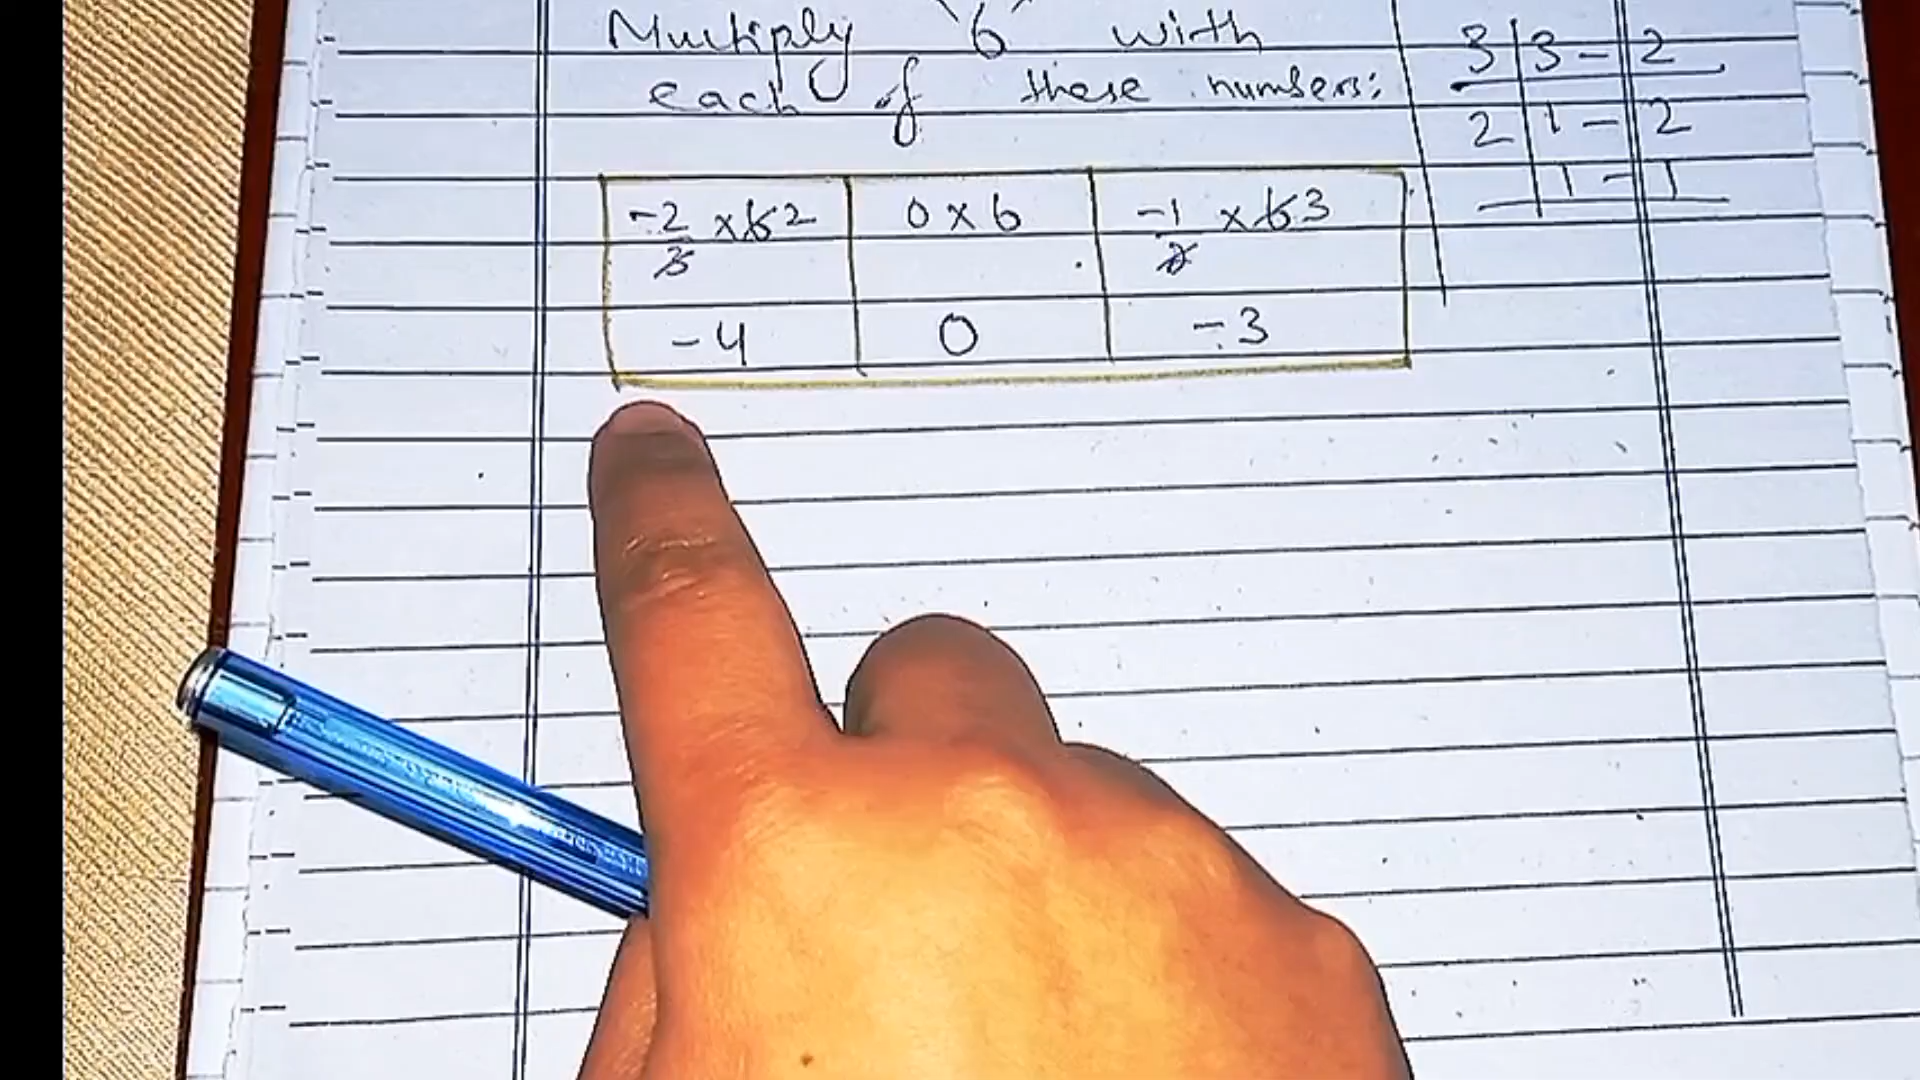 Multiply '6' with
each of these numbers:
3 | 3 - 2
2 | 1 - 2
1 - 1
-2/3 x 6 2 | 0 x 6 | -1/2 x 6 3
-4 | 0 | -3